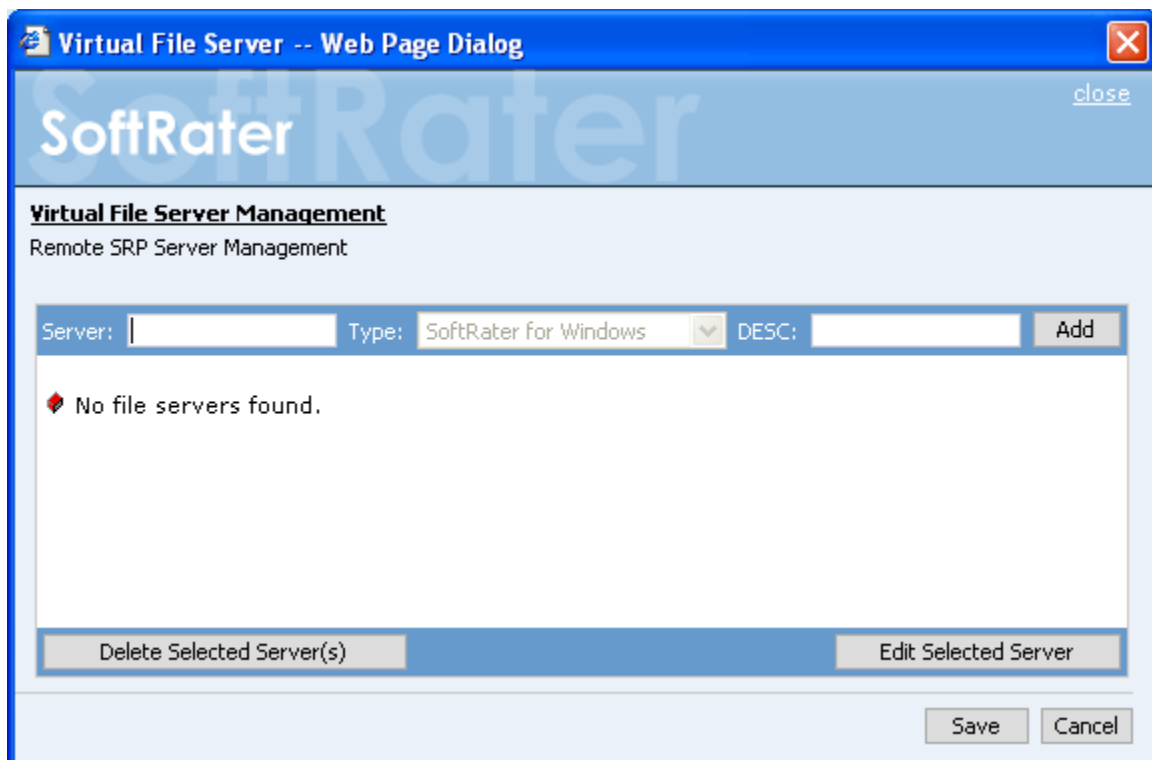 Virtual File Server -- Web Page Dialog
SoftRater
close
SoftRater
Virtual File Server Management
Remote SRP Server Management
Server: Type: SoftRater for Windows DESC: Add
No file servers found.
Delete Selected Server(s) Edit Selected Server
Save Cancel